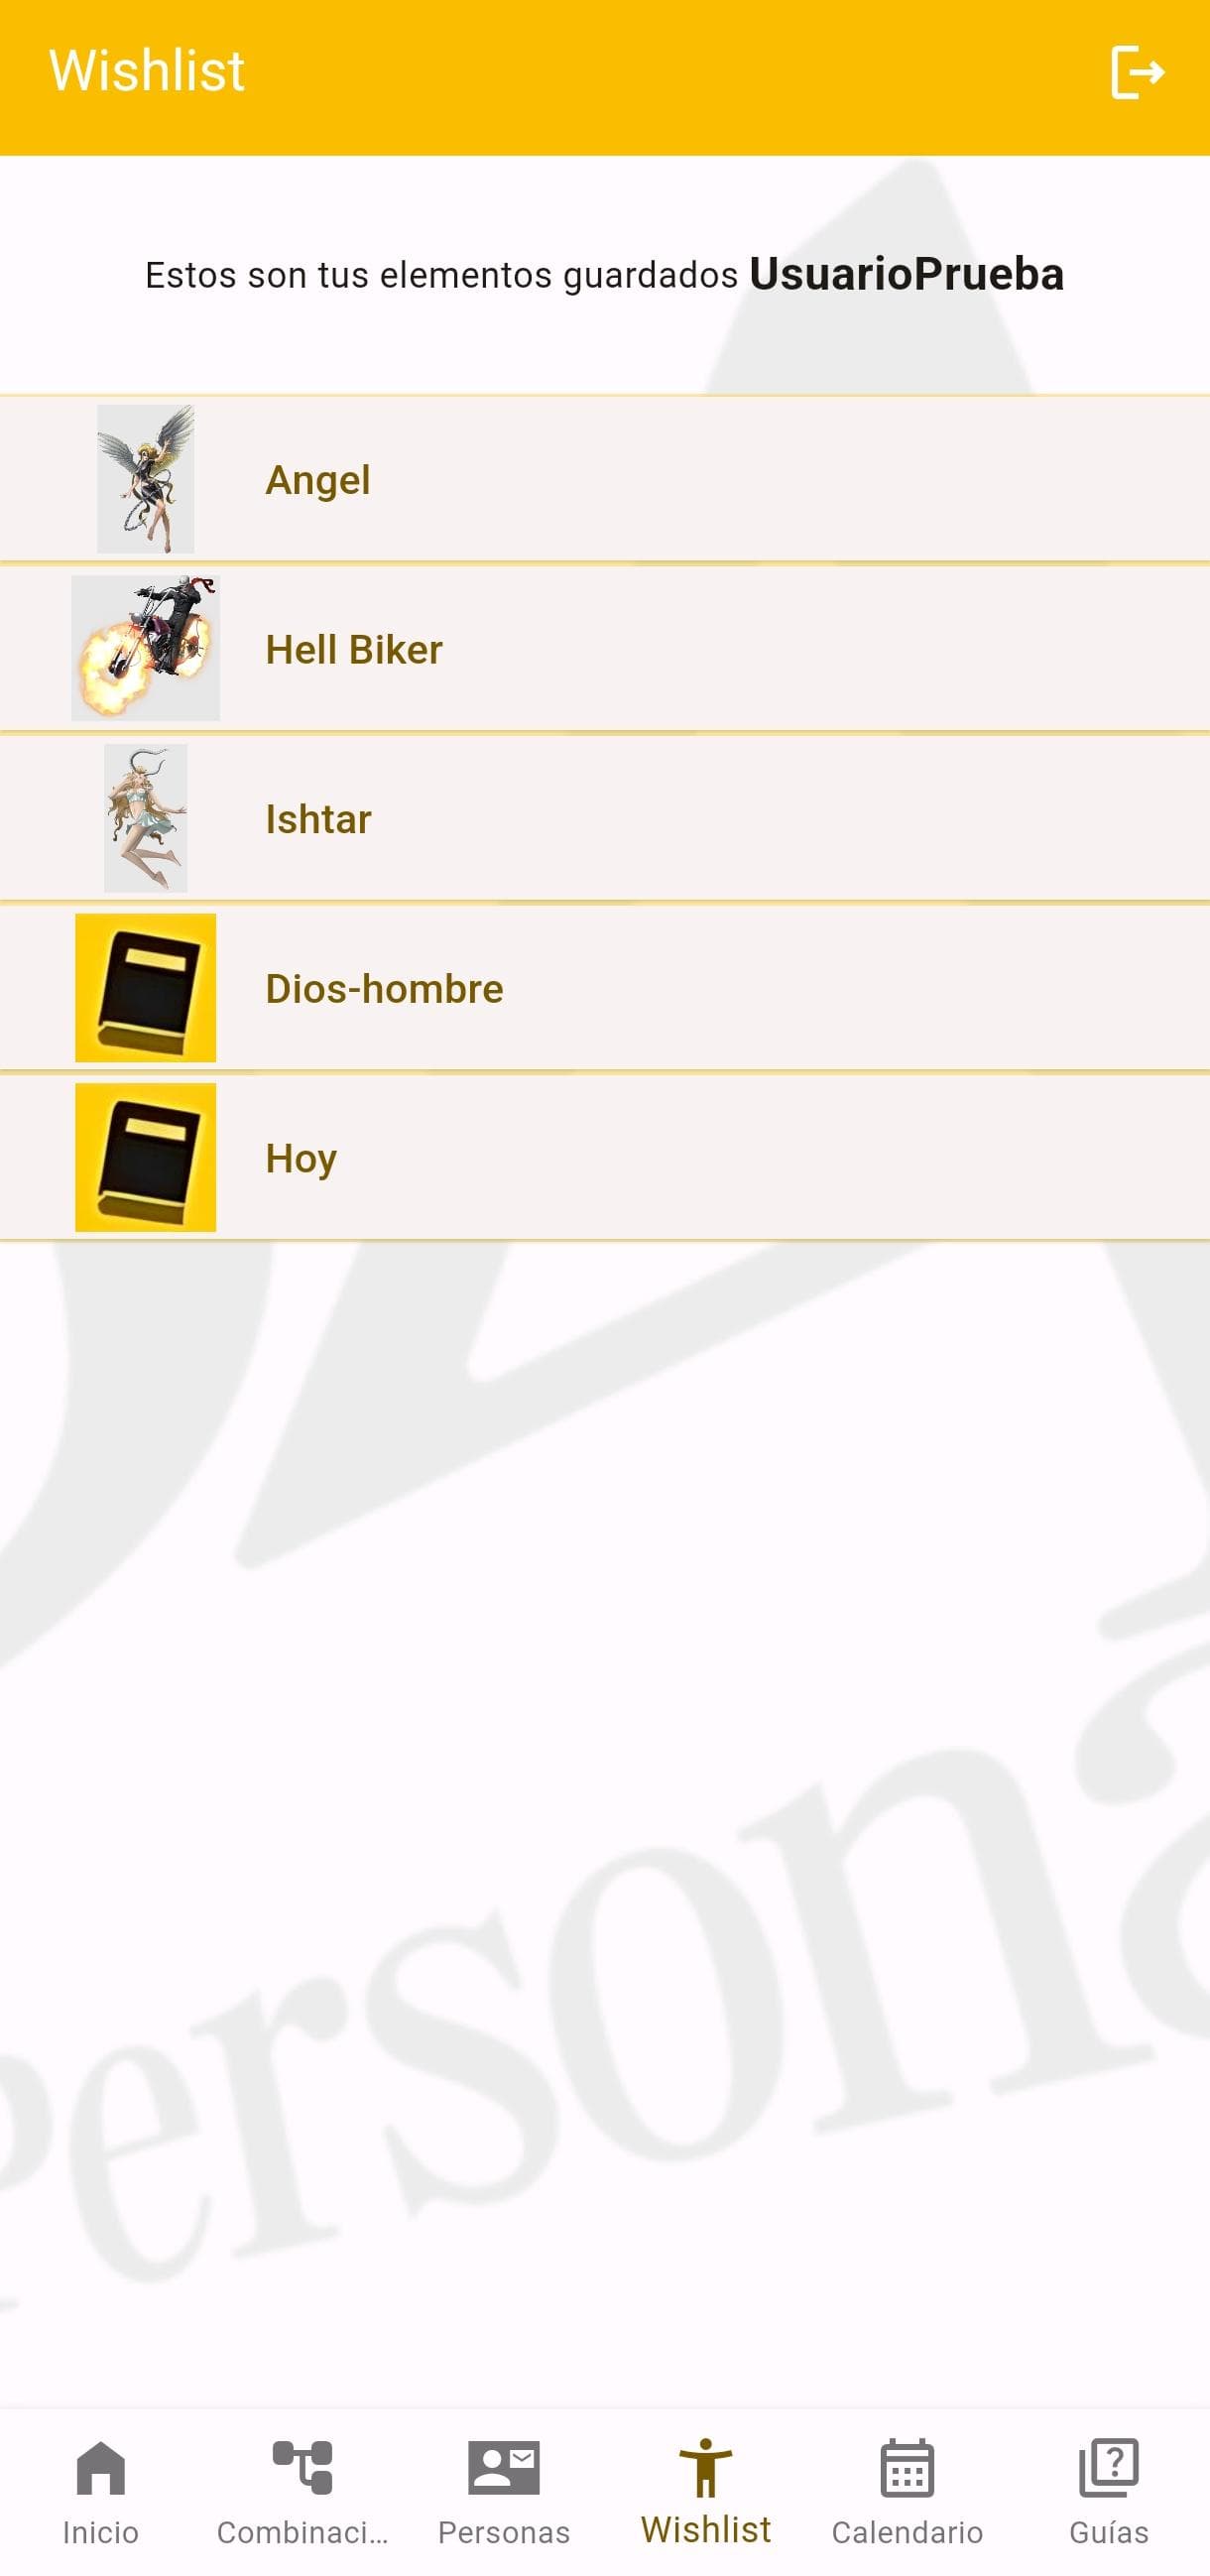 Wishlist
Estos son tus elementos guardados UsuarioPrueba
Angel
Hell Biker
Ishtar
Dios-hombre
Hoy
Persona
Inicio
Combinaci...
Personas
Wishlist
Calendario
Guías